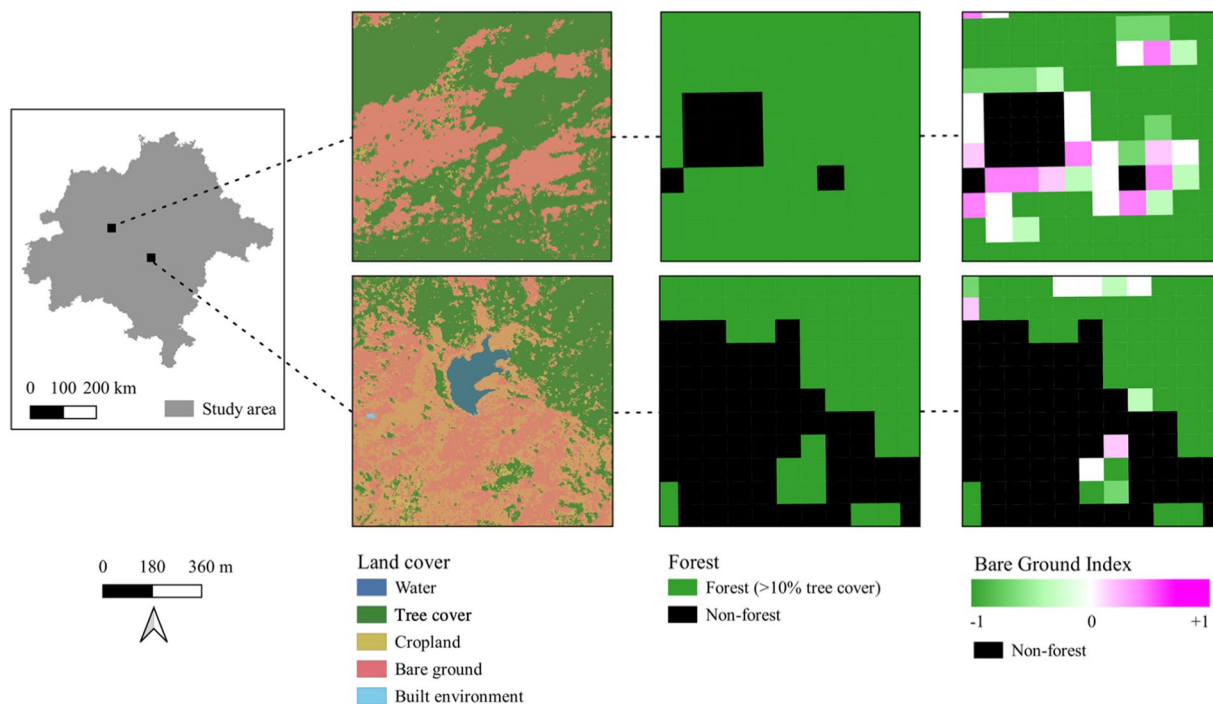 0 100 200 km
Study area
0 180 360 m
Land cover
Water
Tree cover
Cropland
Bare ground
Built environment
Forest
Forest (>10% tree cover)
Non-forest
Bare Ground Index
-1 0 +1
Non-forest